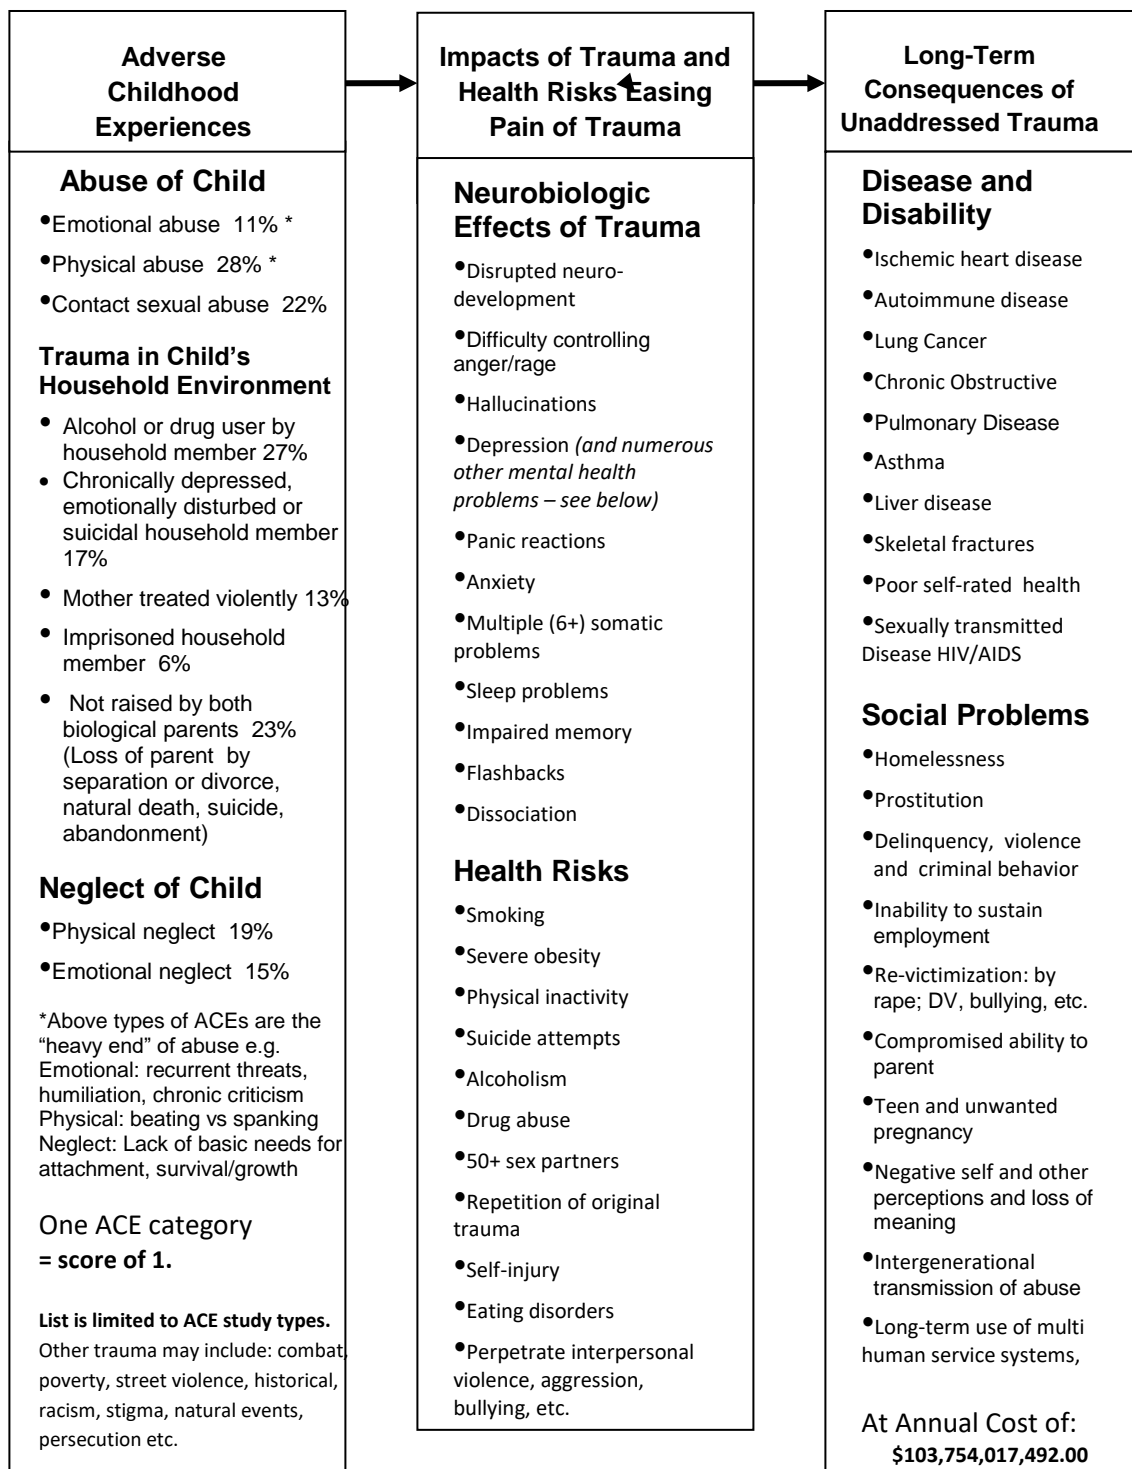 Adverse
Childhood
Experiences
Abuse of Child
•Emotional abuse 11% *
•Physical abuse 28% *
•Contact sexual abuse 22%
Trauma in Child's
Household Environment
• Alcohol or drug user by
household member 27%
• Chronically depressed,
emotionally disturbed or
suicidal household member
17%
• Mother treated violently 13%
• Imprisoned household
member 6%
• Not raised by both
biological parents 23%
(Loss of parent by
separation or divorce,
natural death, suicide,
abandonment)
Neglect of Child
•Physical neglect 19%
•Emotional neglect 15%
*Above types of ACEs are the
“heavy end” of abuse e.g.
Emotional: recurrent threats,
humiliation, chronic criticism
Physical: beating vs spanking
Neglect: Lack of basic needs for
attachment, survival/growth
One ACE category
= score of 1.
List is limited to ACE study types.
Other trauma may include: combat,
poverty, street violence, historical,
racism, stigma, natural events,
persecution etc.
Impacts of Trauma and
Health Risks Easing
Pain of Trauma
Neurobiologic
Effects of Trauma
•Disrupted neuro-
development
•Difficulty controlling
anger/rage
•Hallucinations
•Depression (and numerous
other mental health
problems – see below)
•Panic reactions
•Anxiety
•Multiple (6+) somatic
problems
•Sleep problems
•Impaired memory
•Flashbacks
•Dissociation
Health Risks
•Smoking
•Severe obesity
•Physical inactivity
•Suicide attempts
•Alcoholism
•Drug abuse
•50+ sex partners
•Repetition of original
trauma
•Self-injury
•Eating disorders
•Perpetrate interpersonal
violence, aggression,
bullying, etc.
Long-Term
Consequences of
Unaddressed Trauma
Disease and
Disability
•Ischemic heart disease
•Autoimmune disease
•Lung Cancer
•Chronic Obstructive
•Pulmonary Disease
•Asthma
•Liver disease
•Skeletal fractures
•Poor self-rated health
•Sexually transmitted
Disease HIV/AIDS
Social Problems
•Homelessness
•Prostitution
•Delinquency, violence
and criminal behavior
•Inability to sustain
employment
•Re-victimization: by
rape; DV, bullying, etc.
•Compromised ability to
parent
•Teen and unwanted
pregnancy
•Negative self and other
perceptions and loss of
meaning
•Intergenerational
transmission of abuse
•Long-term use of multi
human service systems,
At Annual Cost of:
$103,754,017,492.00